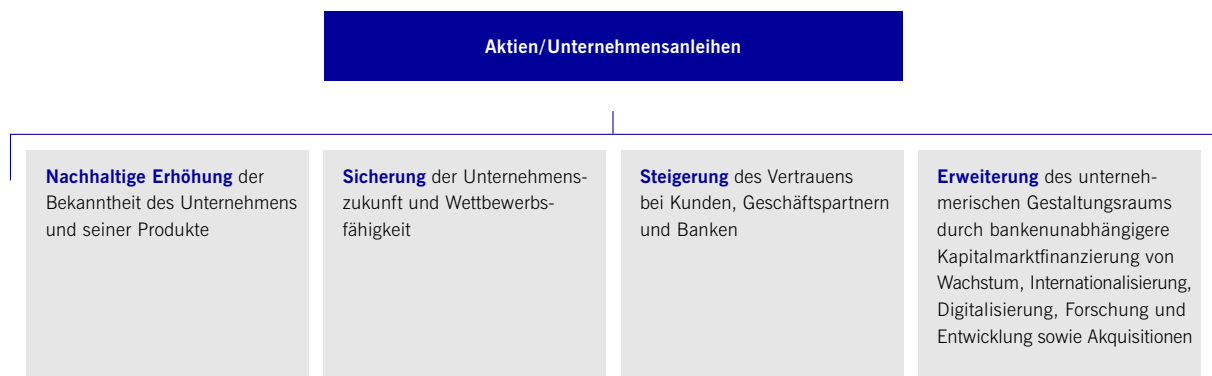 Aktien/Unternehmensanleihen
Nachhaltige Erhöhung der
Bekanntheit des Unternehmens
und seiner Produkte
Sicherung der Unternehmens-
zukunft und Wettbewerbs-
fähigkeit
Steigerung des Vertrauens
bei Kunden, Geschäftspartnern
und Banken
Erweiterung des unterneh-
merischen Gestaltungsraums
durch bankenunabhängigere
Kapitalmarktfinanzierung von
Wachstum, Internationalisierung,
Digitalisierung, Forschung und
Entwicklung sowie Akquisitionen